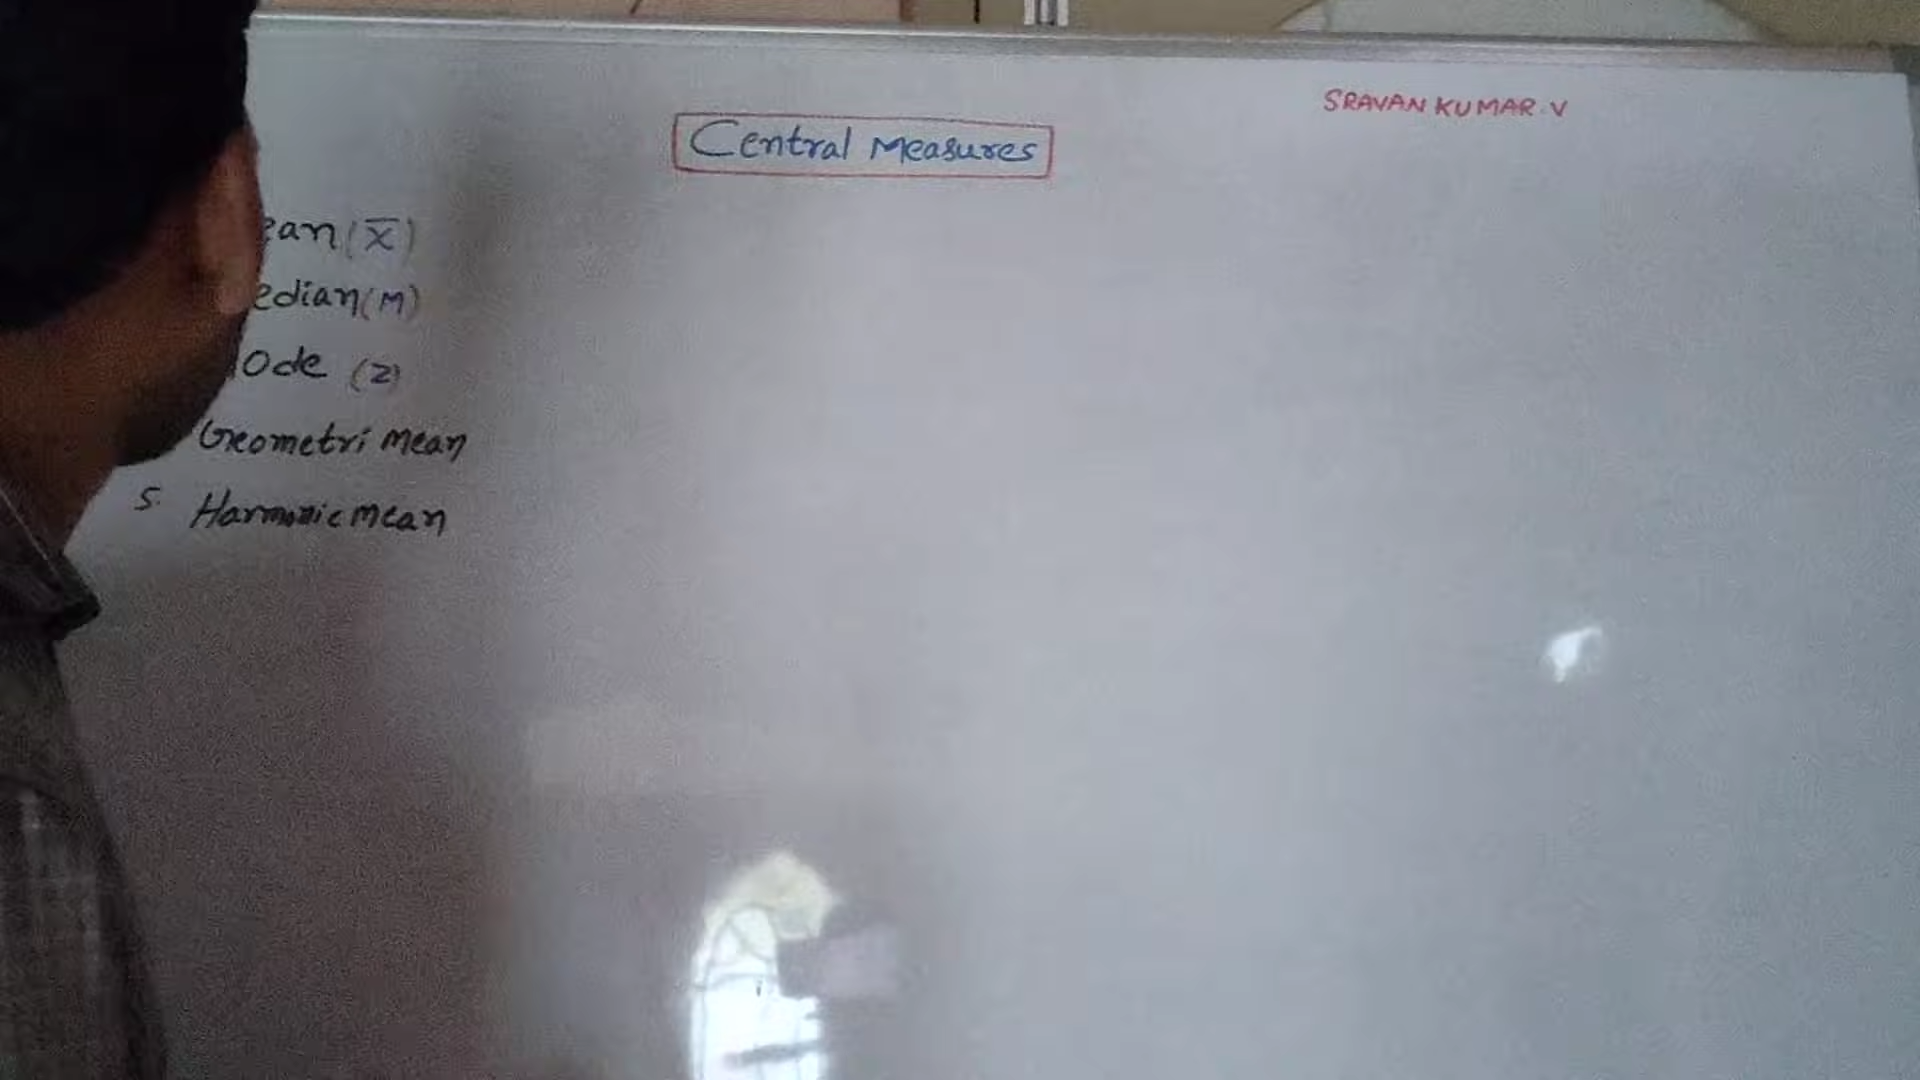 SRAVAN KUMAR.V
Central Measures
ean (x̄)
edian (M)
ode (Z)
Geometri Mean
5. Harmonic Mean